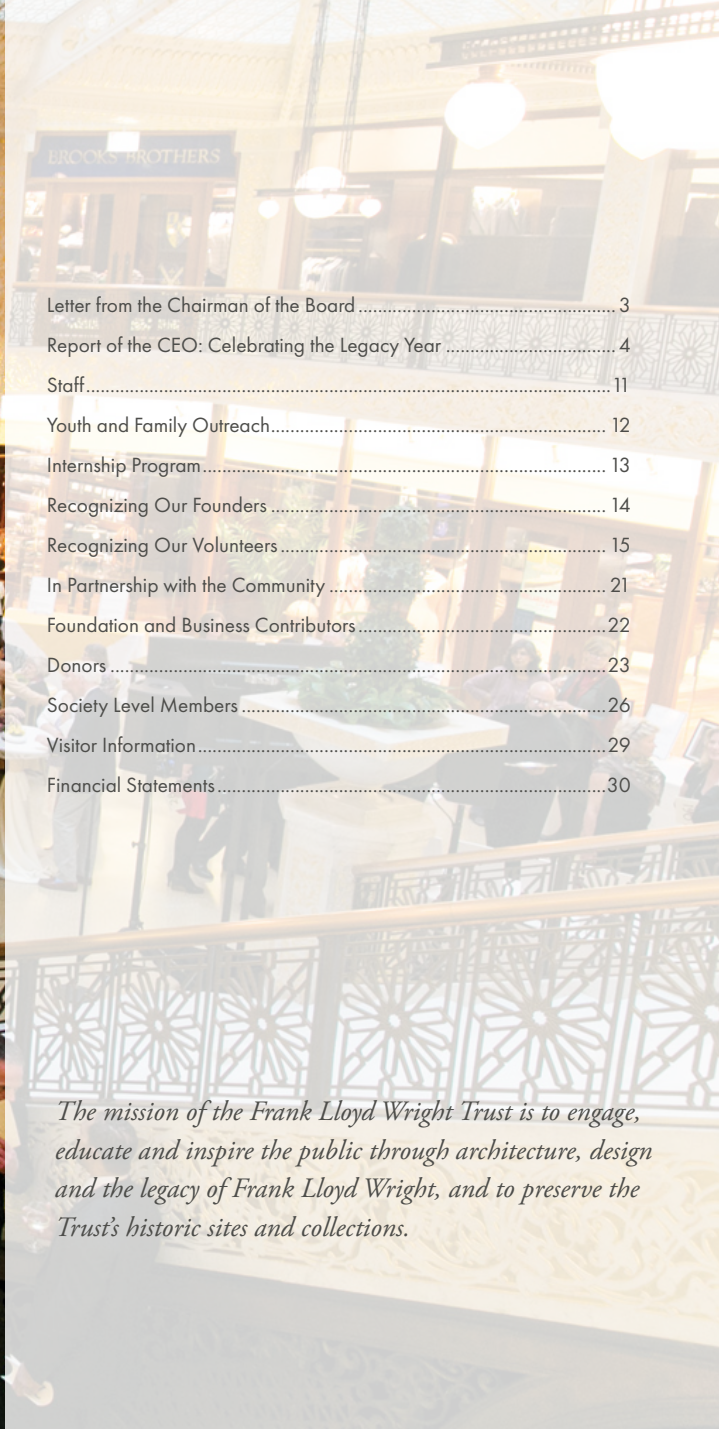 BROOKS BROTHERS
Letter from the Chairman of the Board ..................................................... 3
Report of the CEO: Celebrating the Legacy Year ................................... 4
Staff............................................................................................................11
Youth and Family Outreach..................................................................... 12
Internship Program................................................................................... 13
Recognizing Our Founders ..................................................................... 14
Recognizing Our Volunteers ................................................................... 15
In Partnership with the Community ......................................................... 21
Foundation and Business Contributors...................................................22
Donors ......................................................................................................23
Society Level Members ...........................................................................26
Visitor Information....................................................................................29
Financial Statements................................................................................30
The mission of the Frank Lloyd Wright Trust is to engage,
educate and inspire the public through architecture, design
and the legacy of Frank Lloyd Wright, and to preserve the
Trust’s historic sites and collections.